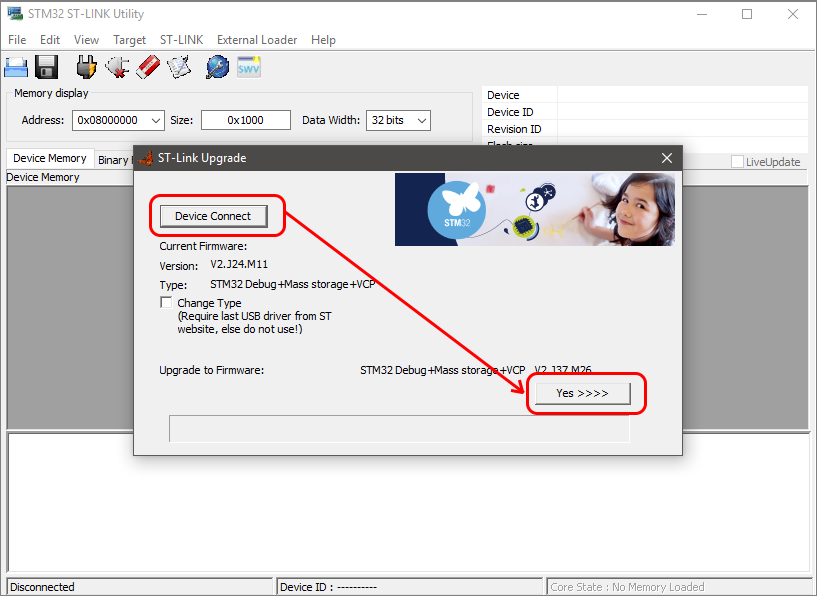 STM32 ST-LINK Utility
File Edit View Target ST-LINK External Loader Help
SWV
Memory display
Address: 0x08000000 Size: 0x1000 Data Width: 32 bits
Device
Device ID
Revision ID
Flash size
LiveUpdate
Device Memory Binary
Device Memory
ST-Link Upgrade
STM32
Device Connect
Current Firmware:
Version: V2.J24.M11
Type: STM32 Debug+Mass storage+VCP
Change Type
(Require last USB driver from ST
website, else do not use!)
Upgrade to Firmware: STM32 Debug+Mass storage+VCP V2.J37.M26
Yes >>>>
Disconnected
Device ID : ----------
Core State : No Memory Loaded